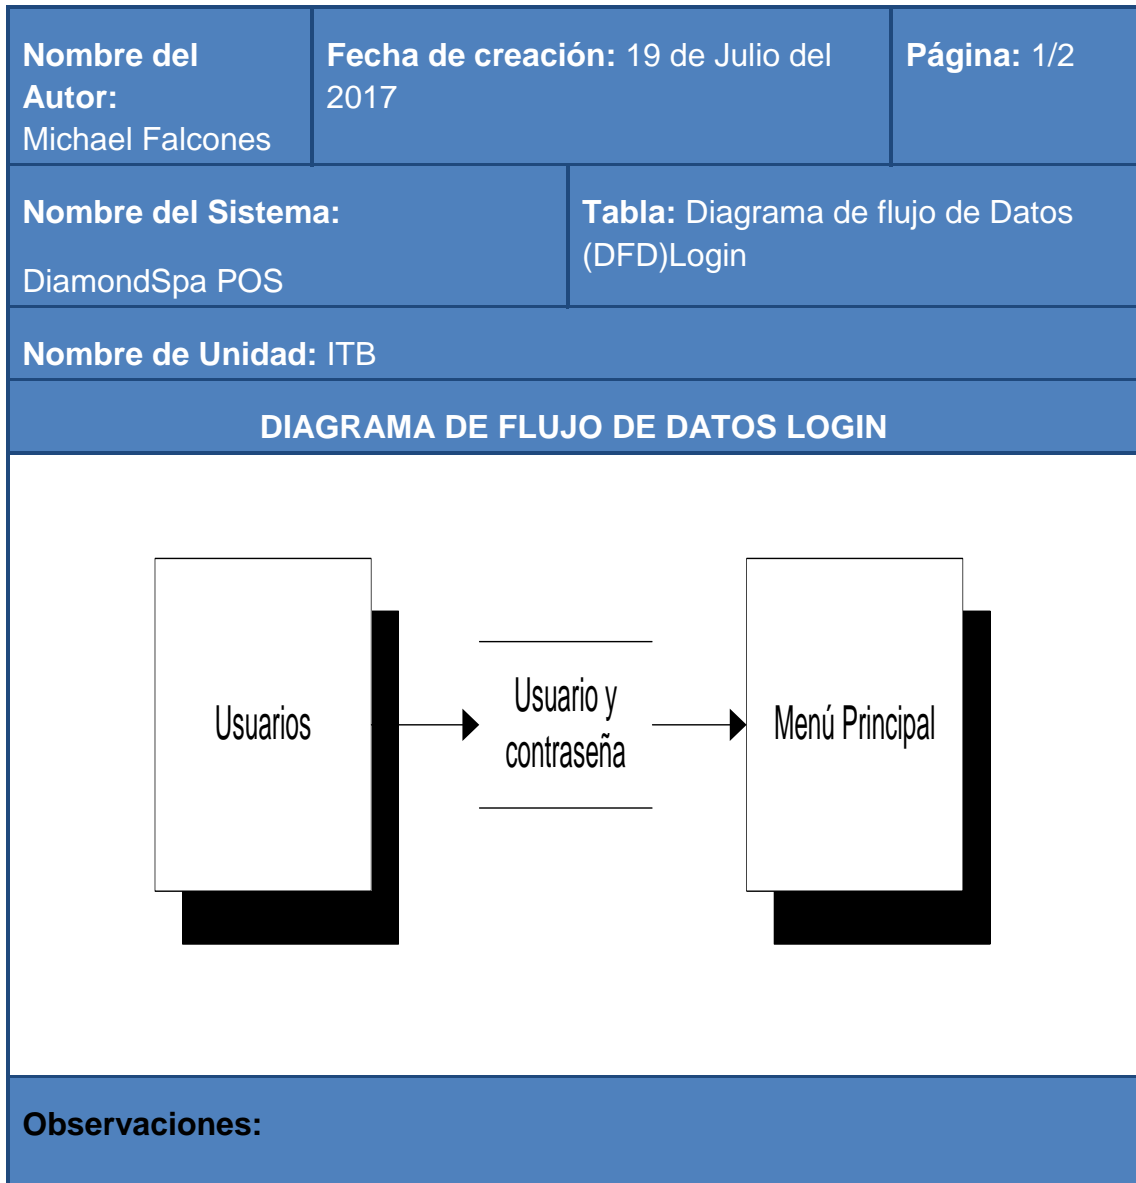 Nombre del
Autor:
Michael Falcones
Fecha de creación: 19 de Julio del
2017
Página: 1/2
Nombre del Sistema:
DiamondSpa POS
Tabla: Diagrama de flujo de Datos
(DFD)Login
Nombre de Unidad: ITB
DIAGRAMA DE FLUJO DE DATOS LOGIN
Usuarios
Usuario y
contraseña
Menú Principal
Observaciones: